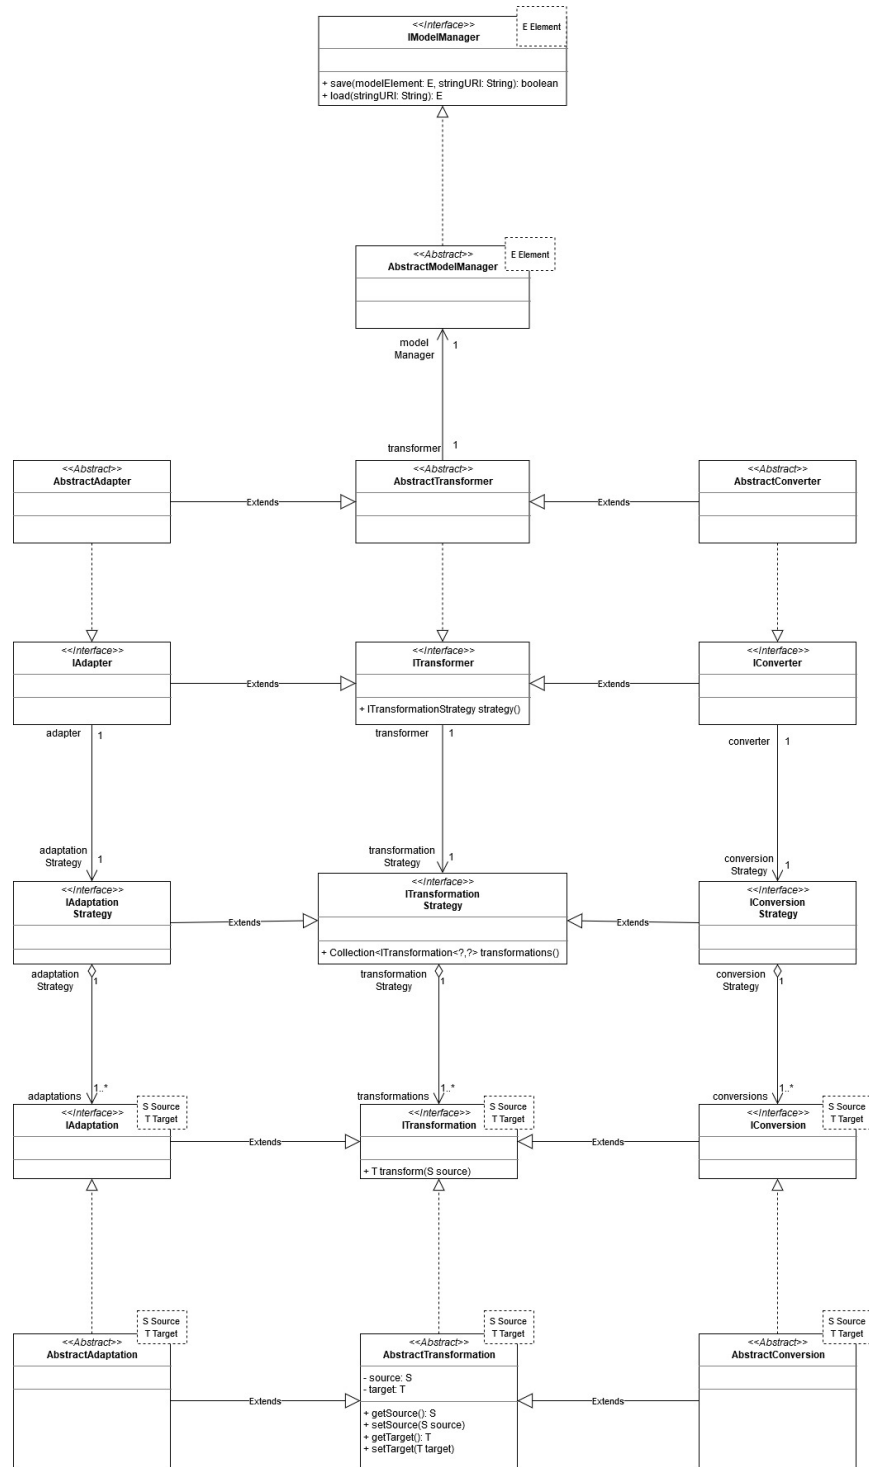 <<Interface>>
IModelManager
E Element
+ save(modelElement: E, stringURI: String): boolean
+ load(stringURI: String): E
<<Abstract>>
AbstractModelManager
E Element
model
Manager
1
transformer
1
<<Abstract>>
AbstractAdapter
<<Abstract>>
AbstractTransformer
<<Abstract>>
AbstractConverter
Extends
Extends
<<Interface>>
IAdapter
<<Interface>>
ITransformer
<<Interface>>
IConverter
Extends
Extends
+ ITransformationStrategy strategy()
adapter
1
transformer
1
converter
1
adaptation
Strategy
1
transformation
Strategy
1
conversion
Strategy
1
<<Interface>>
IAdaptation
Strategy
<<Interface>>
ITransformation
Strategy
<<Interface>>
IConversion
Strategy
Extends
Extends
+ Collection<ITransformation<?,?> transformations()
adaptation
Strategy
1
transformation
Strategy
1
conversion
Strategy
1
adaptations
1..*
transformations
1..*
conversions
1..*
<<Interface>>
IAdaptation
S Source
T Target
<<Interface>>
ITransformation
S Source
T Target
<<Interface>>
IConversion
S Source
T Target
Extends
Extends
+ T transform(S source)
<<Abstract>>
AbstractAdaptation
S Source
T Target
<<Abstract>>
AbstractTransformation
S Source
T Target
<<Abstract>>
AbstractConversion
S Source
T Target
- source: S
- target: T
Extends
Extends
+ getSource(): S
+ setSource(S source)
+ getTarget(): T
+ setTarget(T target)